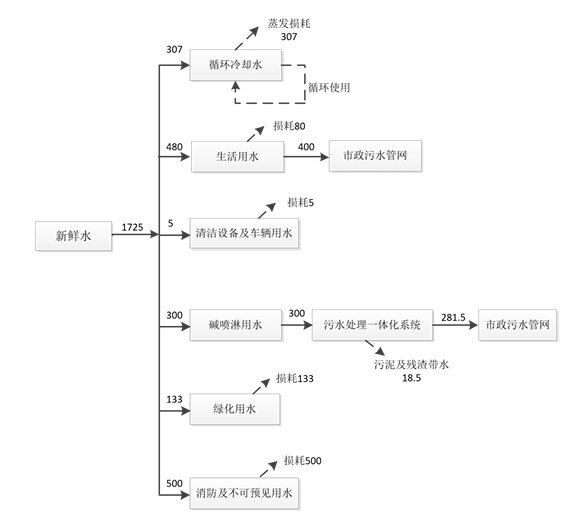 蒸发损耗
307
307
循环冷却水
循环使用
损耗80
480
生活用水
400
市政污水管网
损耗5
5
清洁设备及车辆用水
新鲜水
1725
300
碱喷淋用水
300
污水处理一体化系统
281.5
市政污水管网
污泥及残渣带水
18.5
损耗133
133
绿化用水
损耗500
500
消防及不可预见用水